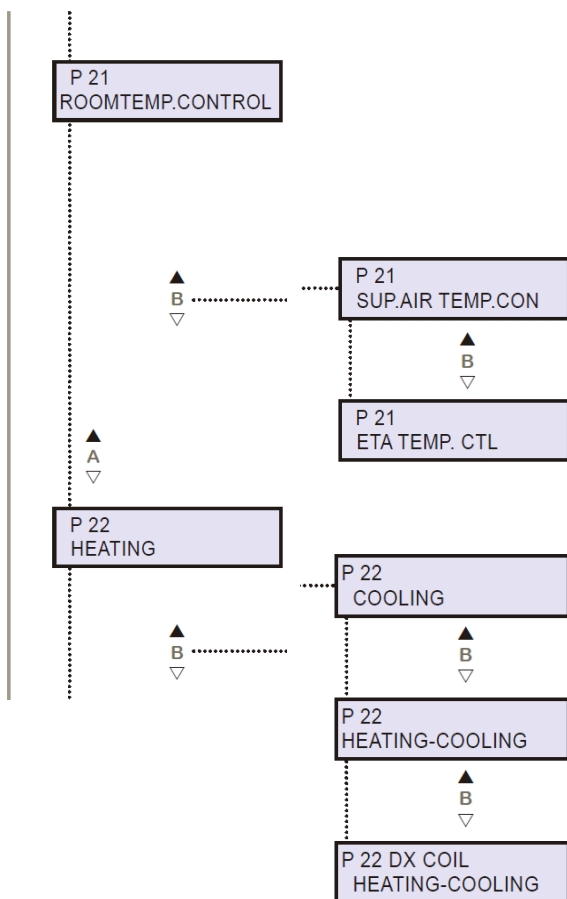 P 21
ROOMTEMP.CONTROL
▲
B
▽
P 21
SUP.AIR TEMP.CON
▲
B
▽
P 21
ETA TEMP. CTL
▲
A
▽
P 22
HEATING
P 22
COOLING
▲
B
▽
▲
B
▽
P 22
HEATING-COOLING
▲
B
▽
P 22 DX COIL
HEATING-COOLING